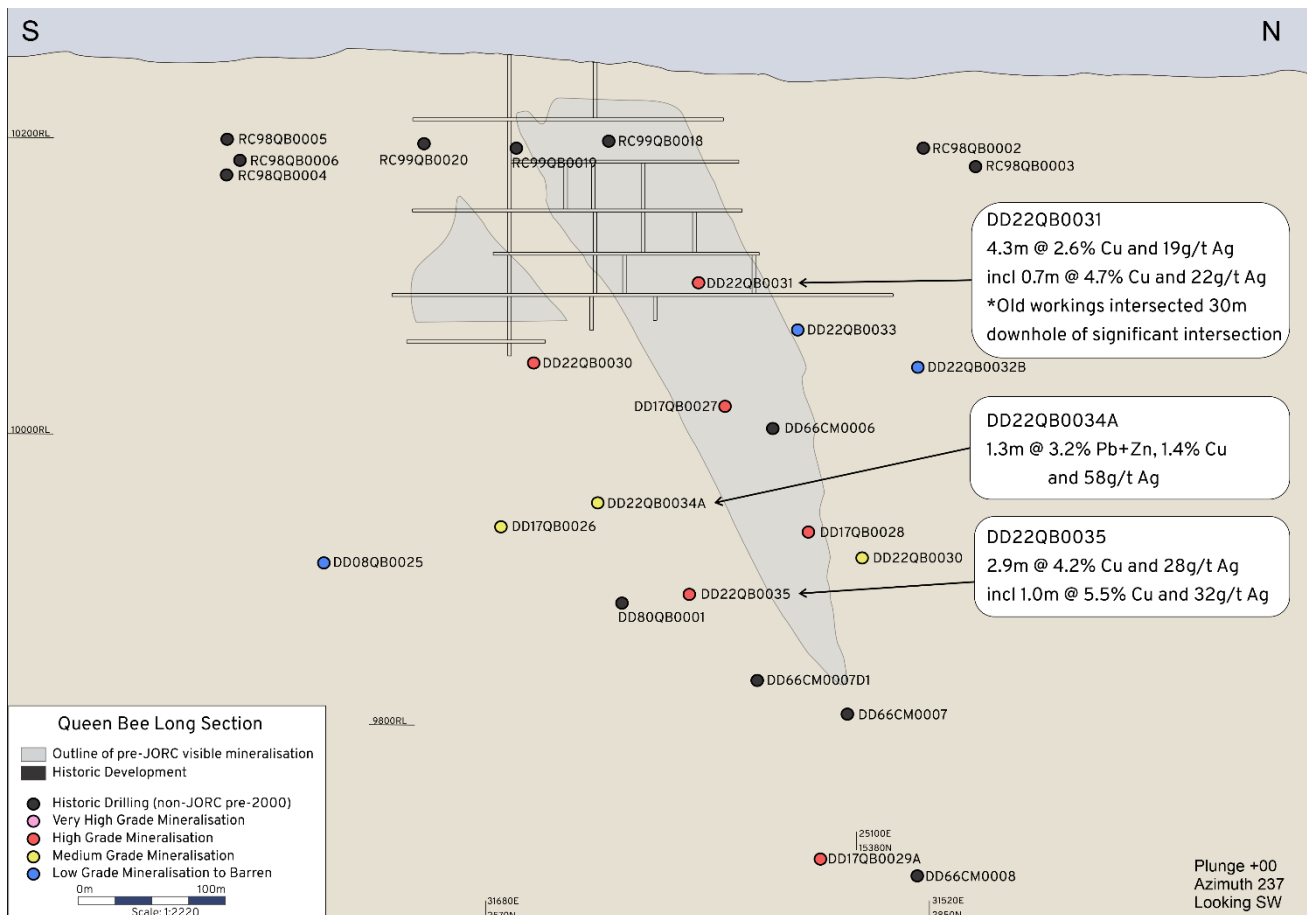 S
N
10200RL
RC98QB0005
RC98QB0006
RC98QB0004
RC99QB0020
RC99QB0019
RC99QB0018
RC98QB0002
RC98QB0003
DD22QB0031
4.3m @ 2.6% Cu and 19g/t Ag
incl 0.7m @ 4.7% Cu and 22g/t Ag
*Old workings intersected 30m
downhole of significant intersection
DD22QB0031
DD22QB0033
DD22QB0030
DD22QB0032B
DD17QB0027
DD66CM0006
10000RL
DD22QB0034A
1.3m @ 3.2% Pb+Zn, 1.4% Cu
and 58g/t Ag
DD22QB0034A
DD17QB0026
DD17QB0028
DD22QB0030
DD08QB0025
DD22QB0035
2.9m @ 4.2% Cu and 28g/t Ag
incl 1.0m @ 5.5% Cu and 32g/t Ag
DD22QB0035
DD80QB0001
DD66CM0007D1
DD66CM0007
9800RL
Queen Bee Long Section
Outline of pre-JORC visible mineralisation
Historic Development
Historic Drilling (non-JORC pre-2000)
Very High Grade Mineralisation
High Grade Mineralisation
Medium Grade Mineralisation
Low Grade Mineralisation to Barren
0m 100m
Scale: 1:2220
25100E
15380N
DD17QB0029A
DD66CM0008
31680E
31520E
Plunge +00
Azimuth 237
Looking SW